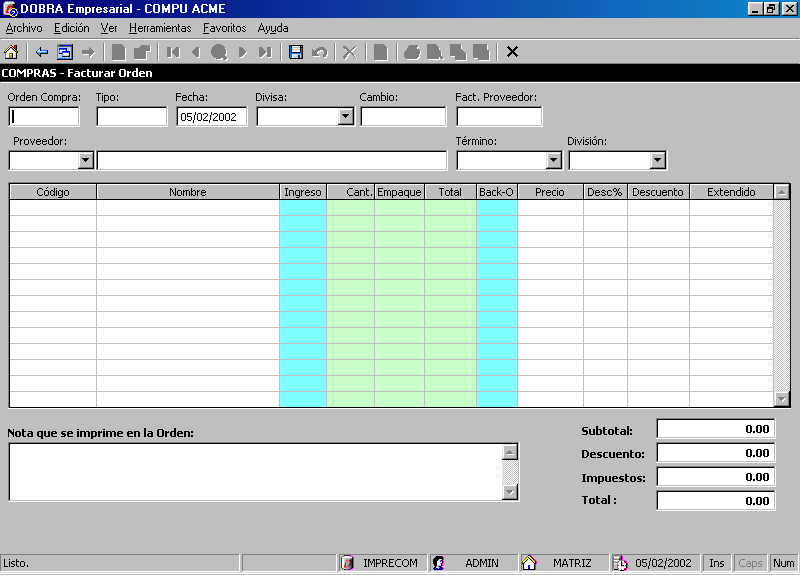 DOBRA Empresarial - COMPU ACME
Archivo Edición Ver Herramientas Favoritos Ayuda
COMPRAS - Facturar Orden
Orden Compra: Tipo: Fecha: Divisa: Cambio: Fact. Proveedor:
05/02/2002
Proveedor: Término: División:
Código Nombre Ingreso Cant. Empaque Total Back-O Precio Desc% Descuento Extendido
Nota que se imprime en la Orden:
Subtotal: 0.00
Descuento: 0.00
Impuestos: 0.00
Total : 0.00
Listo. IMPRECOM ADMIN MATRIZ 05/02/2002 Ins Caps Num